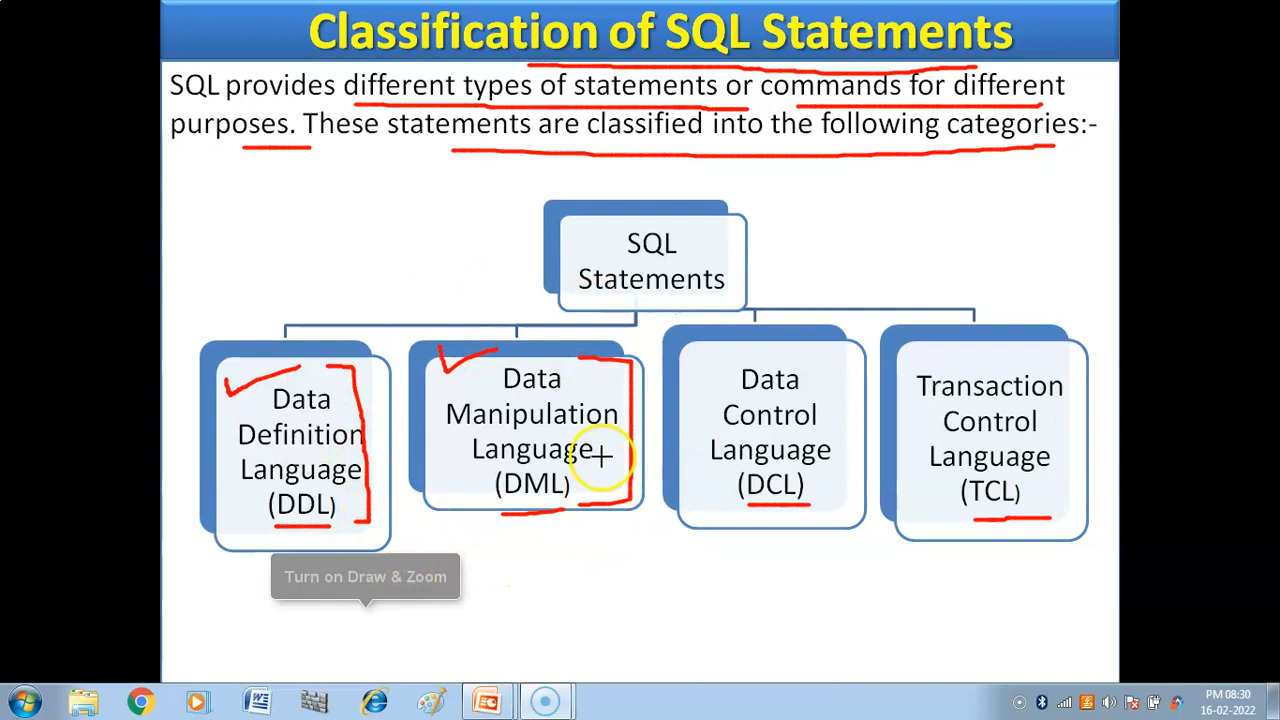 Classification of SQL Statements
SQL provides different types of statements or commands for different
purposes. These statements are classified into the following categories:-
SQL
Statements
Data
Definition
Language
(DDL)
Data
Manipulation
Language
(DML)
Data
Control
Language
(DCL)
Transaction
Control
Language
(TCL)
Turn on Draw & Zoom
PM 08:30
16-02-2022